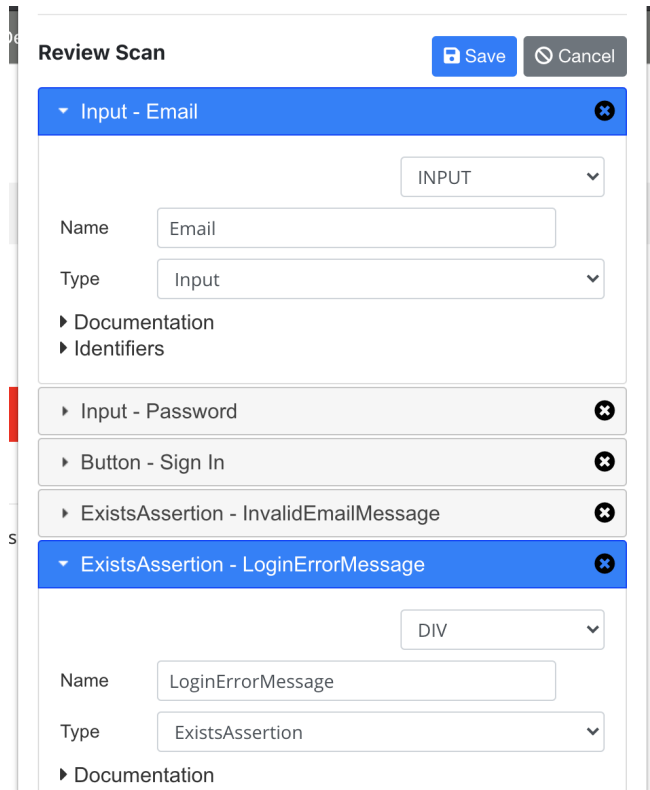 De
Review Scan
Save
Cancel
Input - Email
INPUT
Name
Email
Type
Input
Documentation
Identifiers
Input - Password
Button - Sign In
ExistsAssertion - InvalidEmailMessage
s
ExistsAssertion - LoginErrorMessage
DIV
Name
LoginErrorMessage
Type
ExistsAssertion
Documentation